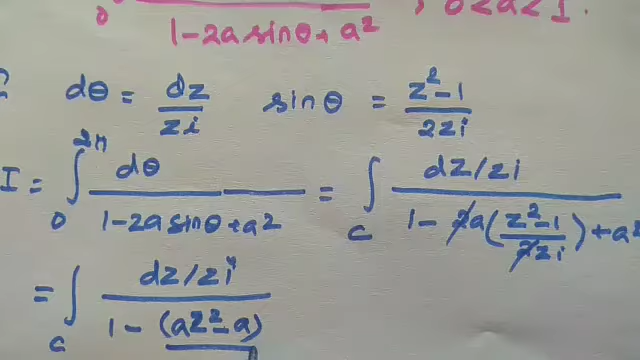 0 1-2a sinθ+a² , 0<a<1.
dθ = dz/zi sinθ = z²-1/2zi
I = ∫₀^2π dθ/1-2a sinθ+a² = ∫_C dz/zi / 1-2a(z²-1/2zi)+a²
= ∫_C dz/zi / 1-(az²-a)